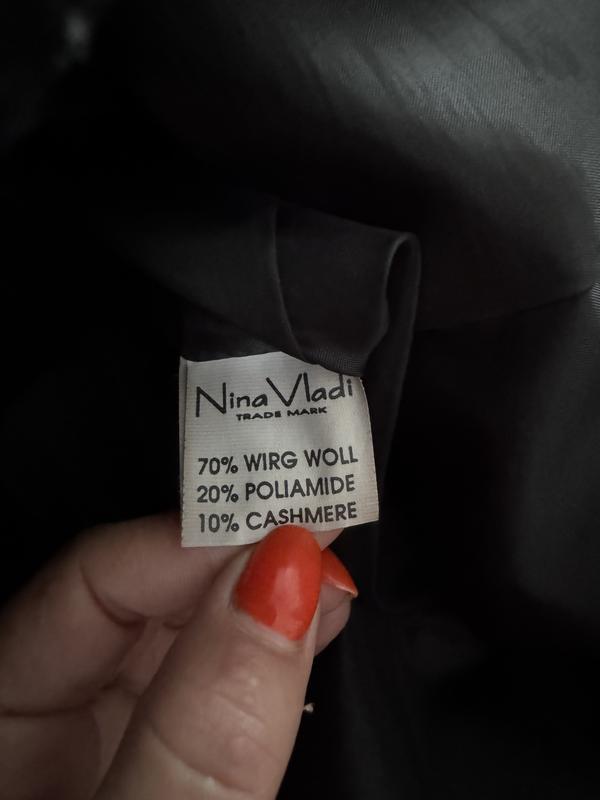 Nina Vladi
TRADE MARK
70% WIRG WOLL
20% POLIAMIDE
10% CASHMERE